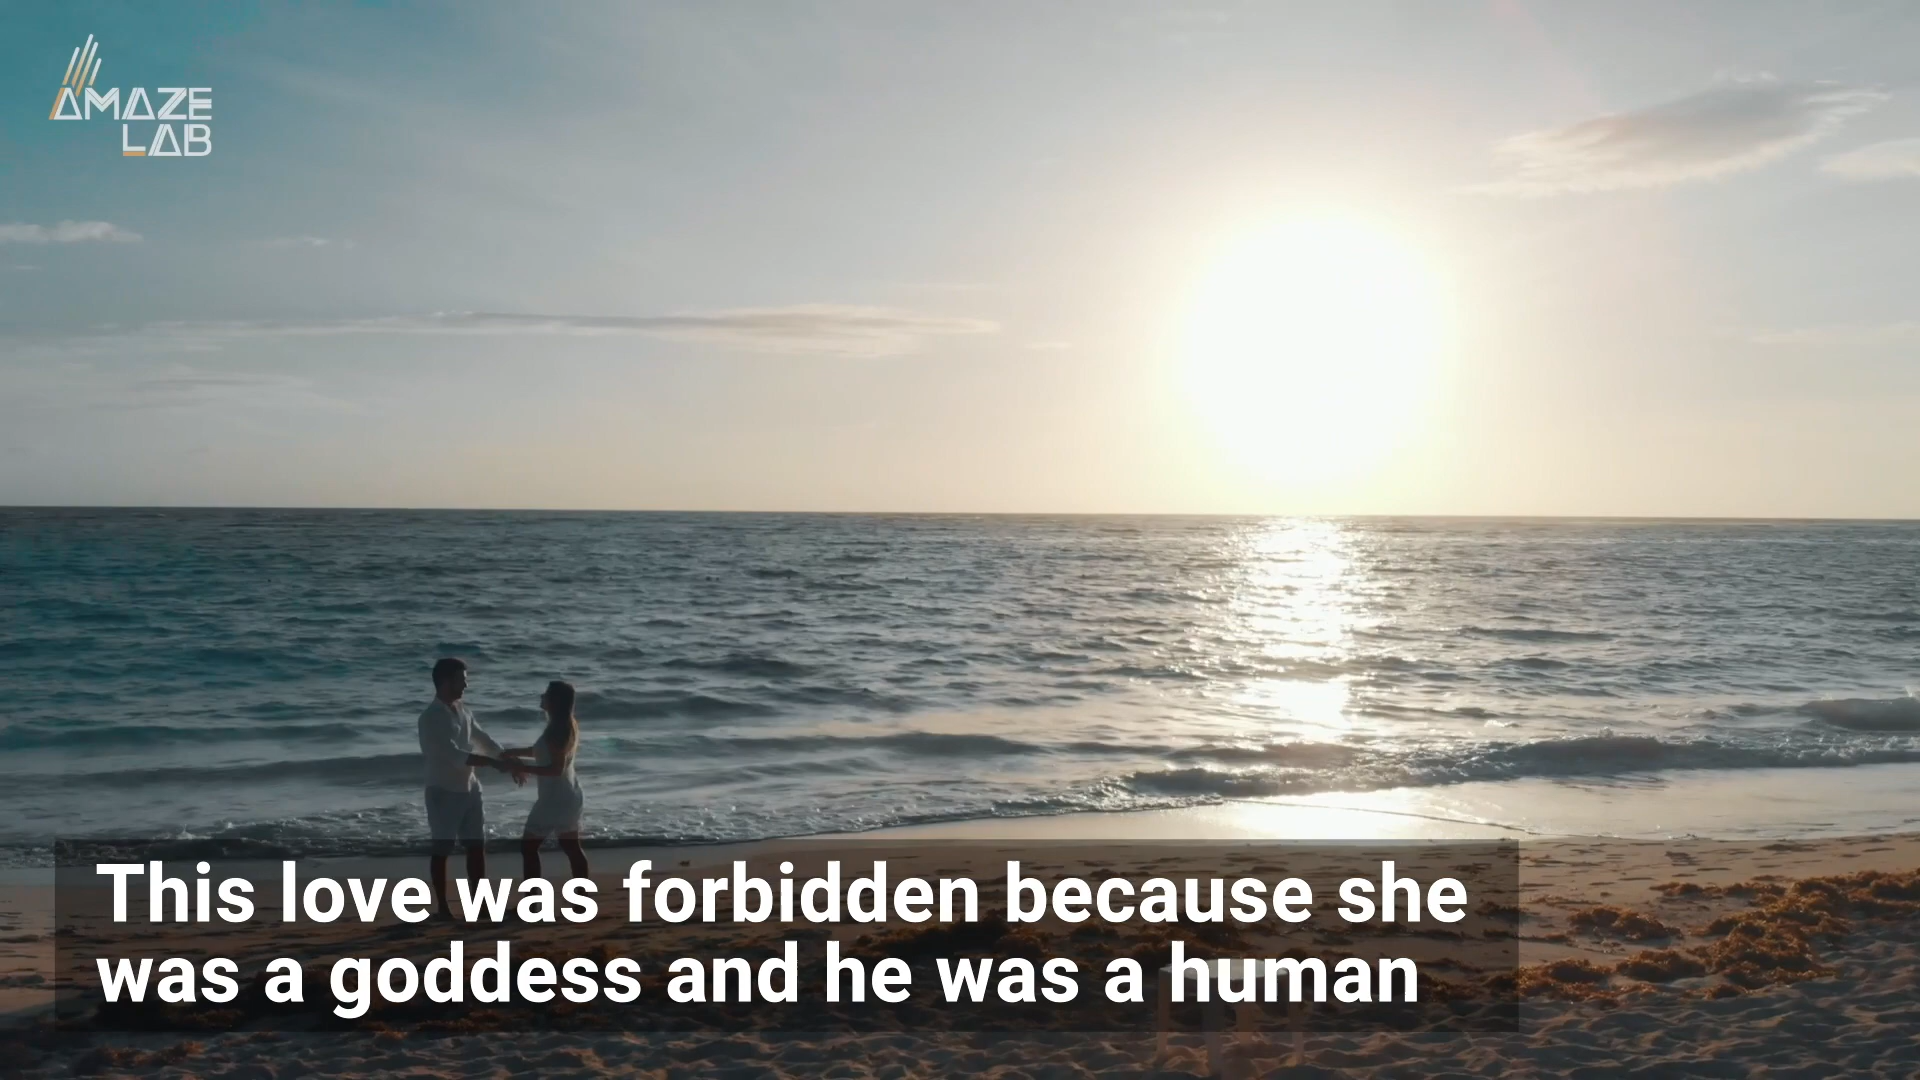 AMAZE
LAB
This love was forbidden because she
was a goddess and he was a human